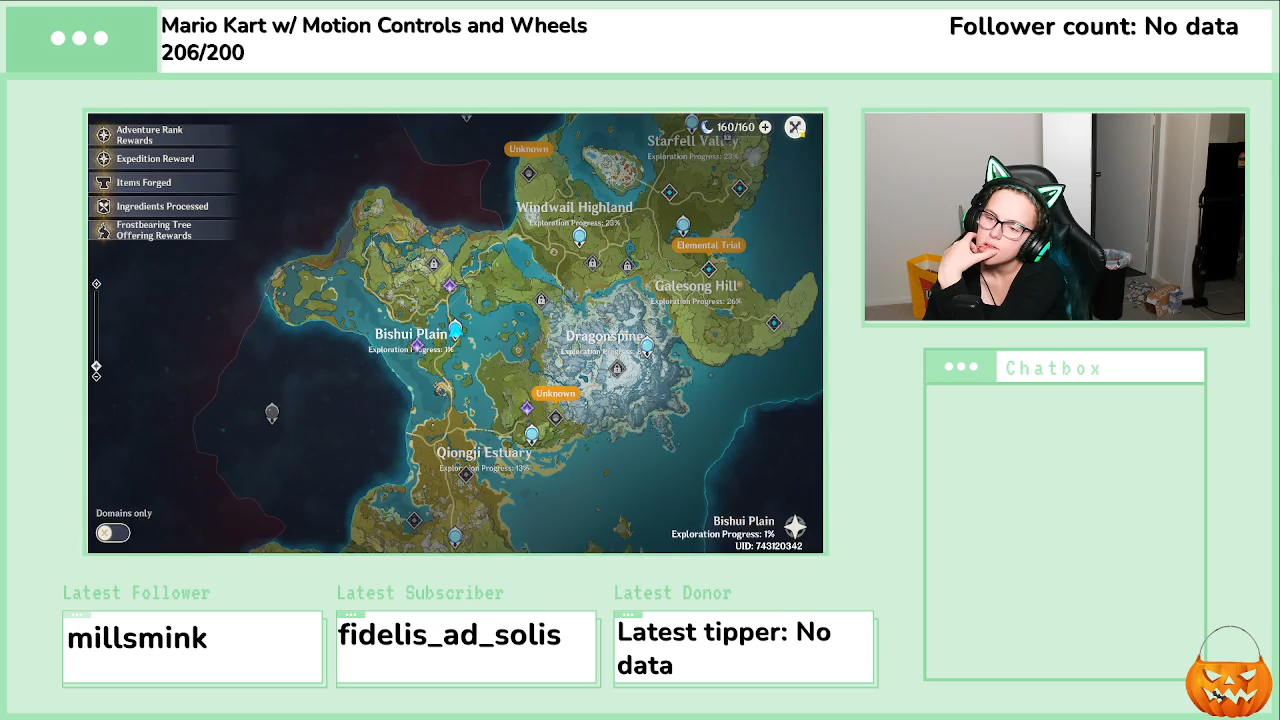 Mario Kart w/ Motion Controls and Wheels
206/200
Follower count: No data
Adventure Rank
Rewards
Expedition Reward
Items Forged
Ingredients Processed
Frostbearing Tree
Offering Rewards
160/160
Starfell Valley
Exploration Progress: 23%
Unknown
Windwail Highland
Exploration Progress: 23%
Elemental Trial
Galesong Hill
Exploration Progress: 26%
Bishui Plain
Exploration Progress: 1%
Dragonspine
Exploration Progress:
Unknown
Qiongji Estuary
Exploration Progress: 13%
Domains only
Bishui Plain
Exploration Progress: 1%
UID: 743120342
Chatbox
Latest Follower
millsmink
Latest Subscriber
fidelis_ad_solis
Latest Donor
Latest tipper: No
data